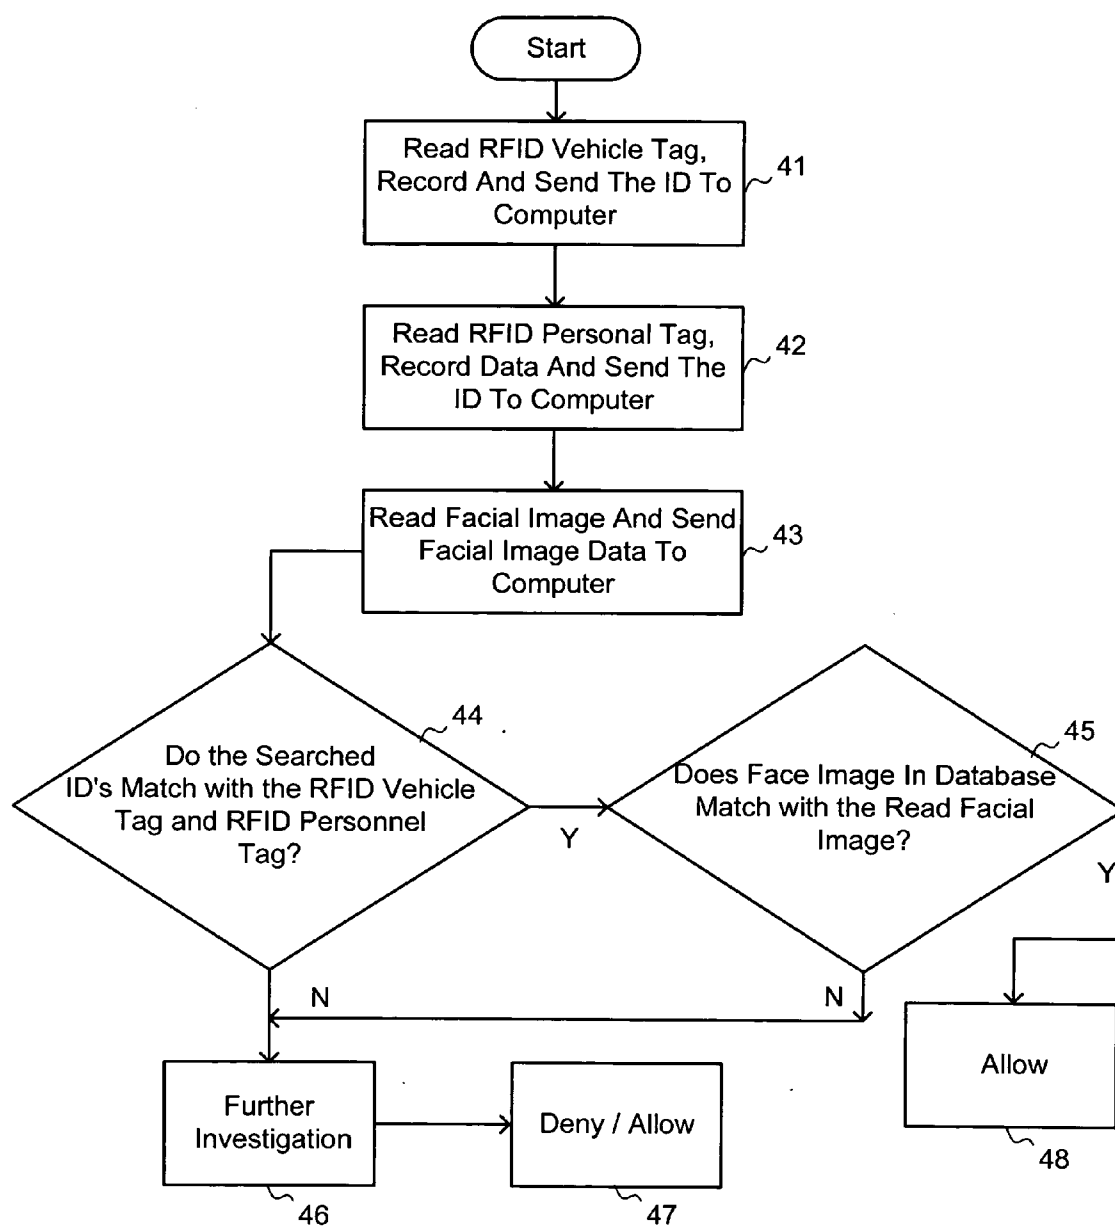 Start
Read RFID Vehicle Tag,
Record And Send The ID To
Computer
41
Read RFID Personal Tag,
Record Data And Send The
ID To Computer
42
Read Facial Image And Send
Facial Image Data To
Computer
43
44
Do the Searched
ID's Match with the RFID Vehicle
Tag and RFID Personnel
Tag?
Y
45
Does Face Image In Database
Match with the Read Facial
Image?
Y
N
N
Further
Investigation
46
Deny / Allow
47
Allow
48